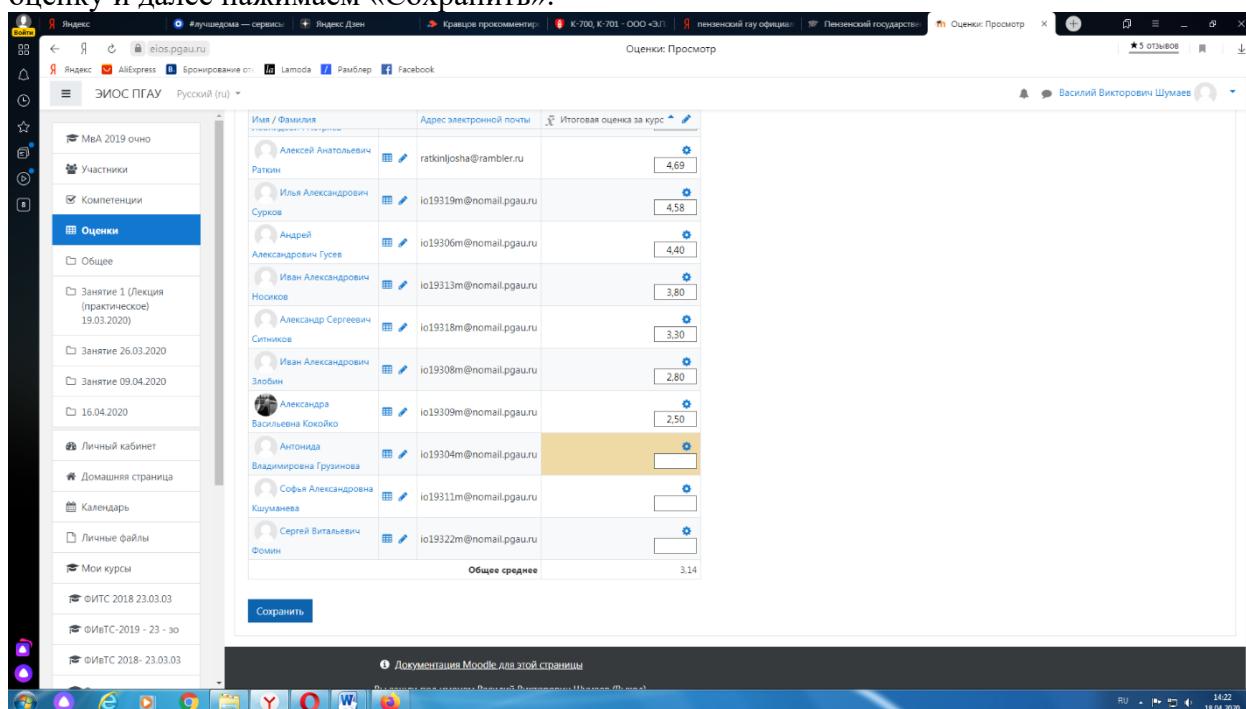 оценку и далее нажимаем «Сохранить».
Войти
Яндекс
#лучшедома — сервисы
Яндекс Дзен
Кравцов прокомментир
К-700, К-701 - ООО «Э.П.
пензенский гау официал
Пензенский государстве
Оценки: Просмотр
eios.pgau.ru
Оценки: Просмотр
★ 5 отзывов
Яндекс
AliExpress
Бронирование от
Lamoda
Рамблер
Facebook
ЭИОС ПГАУ
Русский (ru)
Василий Викторович Шумаев
МвА 2019 очно
Участники
Компетенции
Оценки
Общее
Занятие 1 (Лекция
(практическое)
19.03.2020)
Занятие 26.03.2020
Занятие 09.04.2020
16.04.2020
Личный кабинет
Домашняя страница
Календарь
Личные файлы
Мои курсы
ФИТС 2018 23.03.03
ФИвТС-2019 - 23 - зо
ФИвТС 2018- 23.03.03
Имя / Фамилия
Адрес электронной почты
Итоговая оценка за курс
Алексей Анатольевич
Раткин
ratkinljosha@rambler.ru
4,69
Илья Александрович
Сурков
io19319m@nomail.pgau.ru
4,58
Андрей
Александрович Гусев
io19306m@nomail.pgau.ru
4,40
Иван Александрович
Носиков
io19313m@nomail.pgau.ru
3,80
Александр Сергеевич
Ситников
io19318m@nomail.pgau.ru
3,30
Иван Александрович
Злобин
io19308m@nomail.pgau.ru
2,80
Александра
Васильевна Кокойко
io19309m@nomail.pgau.ru
2,50
Антонида
Владимировна Грузинова
io19304m@nomail.pgau.ru
Софья Александровна
Кшуманева
io19311m@nomail.pgau.ru
Сергей Витальевич
Фомин
io19322m@nomail.pgau.ru
Общее среднее
3,14
Сохранить
Документация Moodle для этой страницы
RU
14:22
18.04.2020